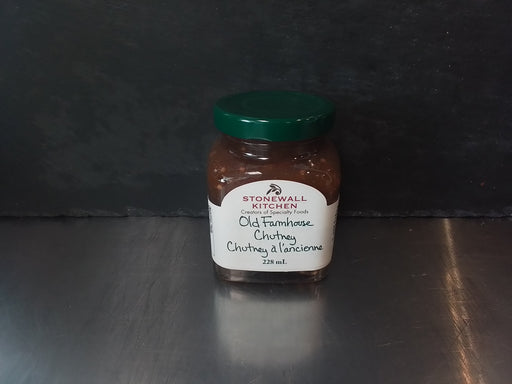 STONEWALL
KITCHEN
Creators of Specialty Foods
Old Farmhouse
Chutney
Chutney à l'ancienne
228 mL